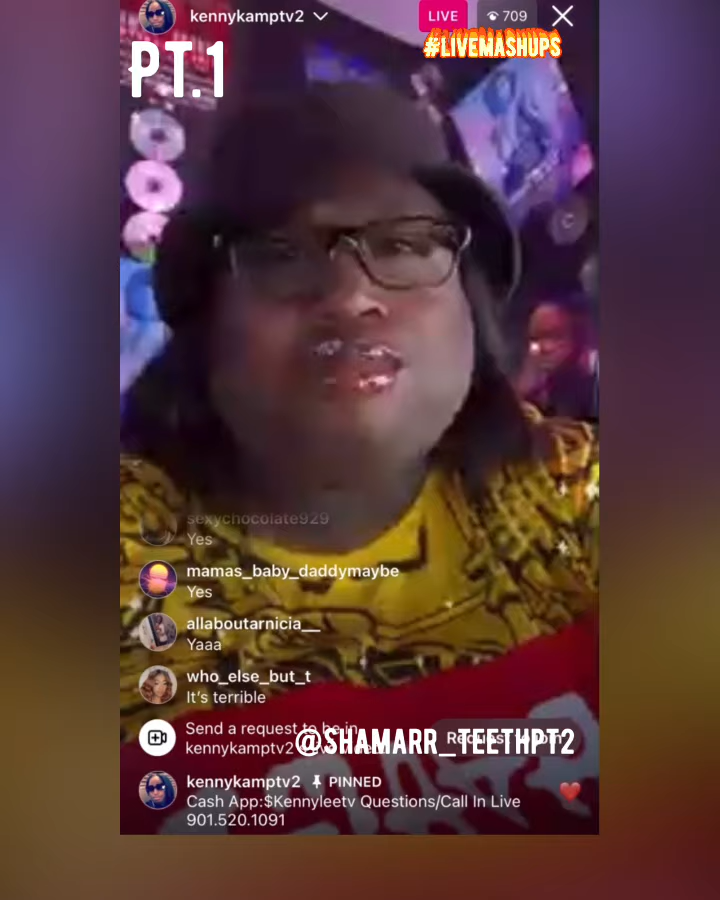 kennykamptv2
LIVE
709
#LIVEMASHUPS
PT.1
sexychocolate929
Yes
mamas_baby_daddymaybe
Yes
allaboutarnicia__
Yaaa
who_else_but_t
It's terrible
Send a request to be in
kennykamptv2
@SHAMARR_TEETHPT2
kennykamptv2 PINNED
Cash App:$Kennyleetv Questions/Call In Live
901.520.1091